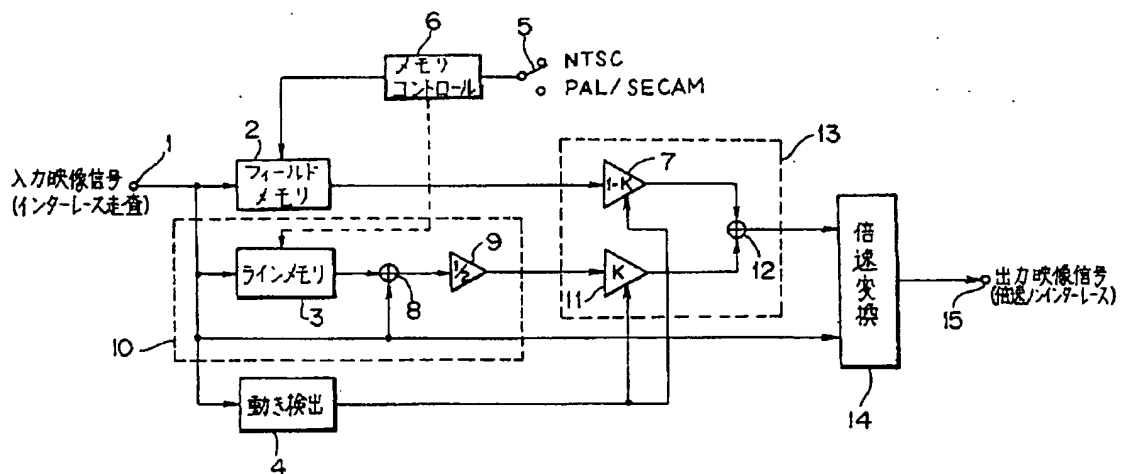 6
メモリ
コントロール
5
NTSC
PAL/SECAM
1
入力映像信号
(インターレース走査)
2
フィールド
メモリ
7
1-K
13
12
ラインメモリ
3
8
9
1/2
K
11
10
動き検出
4
倍速変換
14
出力映像信号
(倍速ノンインターレース)
15